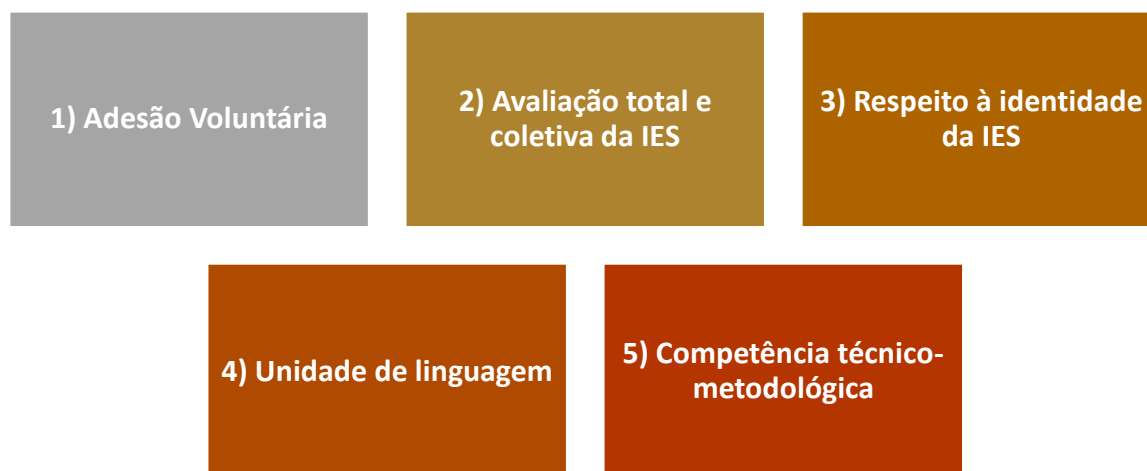 1) Adesão Voluntária
2) Avaliação total e
coletiva da IES
3) Respeito à identidade
da IES
4) Unidade de linguagem
5) Competência técnico-
metodológica